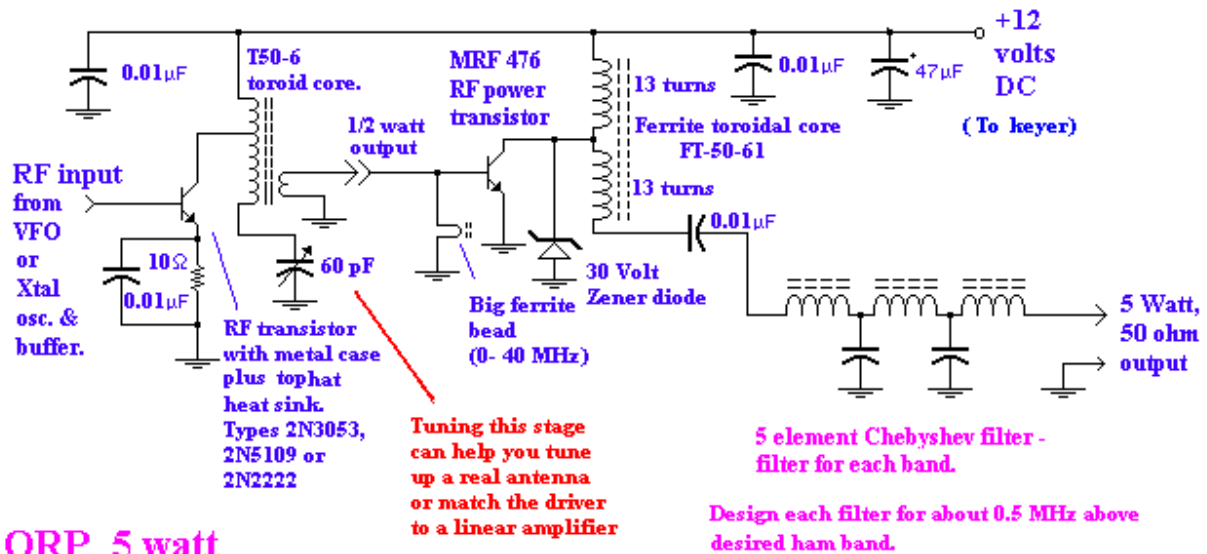 +12
volts
DC
(To keyer)
0.01µF
T50-6
toroid core.
MRF 476
RF power
transistor
13 turns
0.01µF
+
47µF
Ferrite toroidal core
FT-50-61
13 turns
1/2 watt
output
RF input
from
VFO
or
Xtal
osc. &
buffer.
10Ω
0.01µF
60 pF
0.01µF
30 Volt
Zener diode
Big ferrite
bead
(0- 40 MHz)
RF transistor
with metal case
plus tophat
heat sink.
Types 2N3053,
2N5109 or
2N2222
5 Watt,
50 ohm
output
Tuning this stage
can help you tune
up a real antenna
or match the driver
to a linear amplifier
5 element Chebyshev filter -
filter for each band.
Design each filter for about 0.5 MHz above
desired ham band.
QRP 5 watt